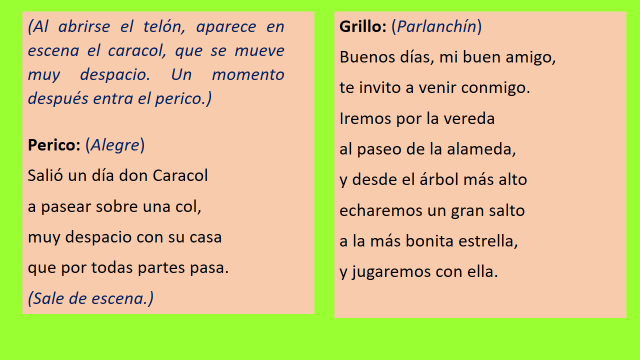 (Al abrirse el telón, aparece en
escena el caracol, que se mueve
muy despacio. Un momento
después entra el perico.)
Perico: (Alegre)
Salió un día don Caracol
a pasear sobre una col,
muy despacio con su casa
que por todas partes pasa.
(Sale de escena.)
Grillo: (Parlanchín)
Buenos días, mi buen amigo,
te invito a venir conmigo.
Iremos por la vereda
al paseo de la alameda,
y desde el árbol más alto
echaremos un gran salto
a la más bonita estrella,
y jugaremos con ella.